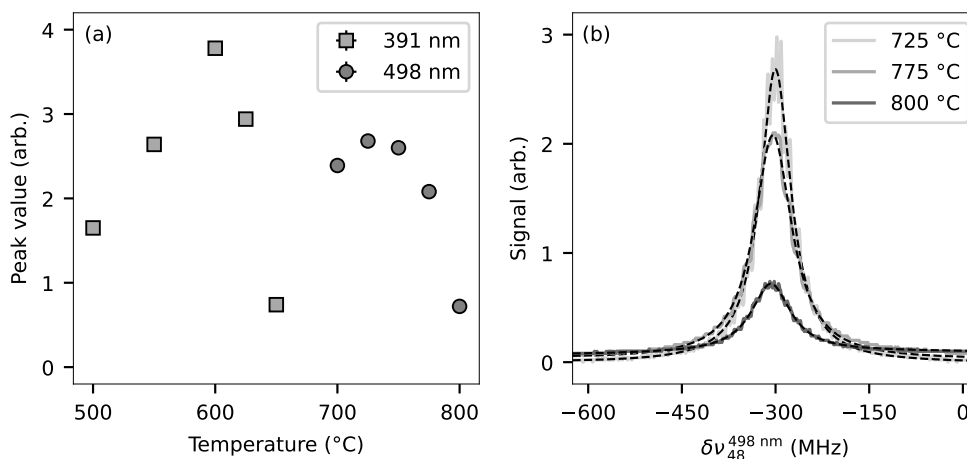 (a)
391 nm
498 nm
Peak value (arb.)
4
3
2
1
0
500
600
700
800
Temperature (°C)
(b)
725 °C
775 °C
800 °C
Signal (arb.)
3
2
1
0
−600
−450
−300
−150
0
δν₄₈⁴⁹⁸ ⁿᵐ (MHz)